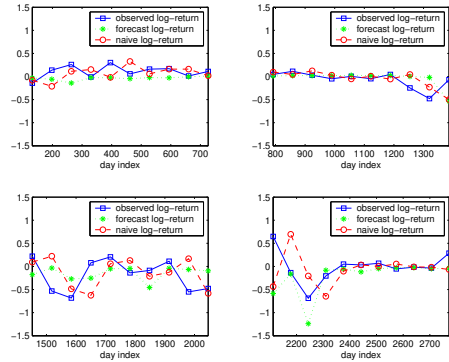 1.5
1
0.5
0
−0.5
−1
−1.5
observed log−return
forecast log−return
naive log−return
200 300 400 500 600 700
day index
1.5
1
0.5
0
−0.5
−1
−1.5
observed log−return
forecast log−return
naive log−return
800 900 1000 1100 1200 1300
day index
1.5
1
0.5
0
−0.5
−1
−1.5
observed log−return
forecast log−return
naive log−return
1500 1600 1700 1800 1900 2000
day index
1.5
1
0.5
0
−0.5
−1
−1.5
observed log−return
forecast log−return
naive log−return
2200 2300 2400 2500 2600 2700
day index